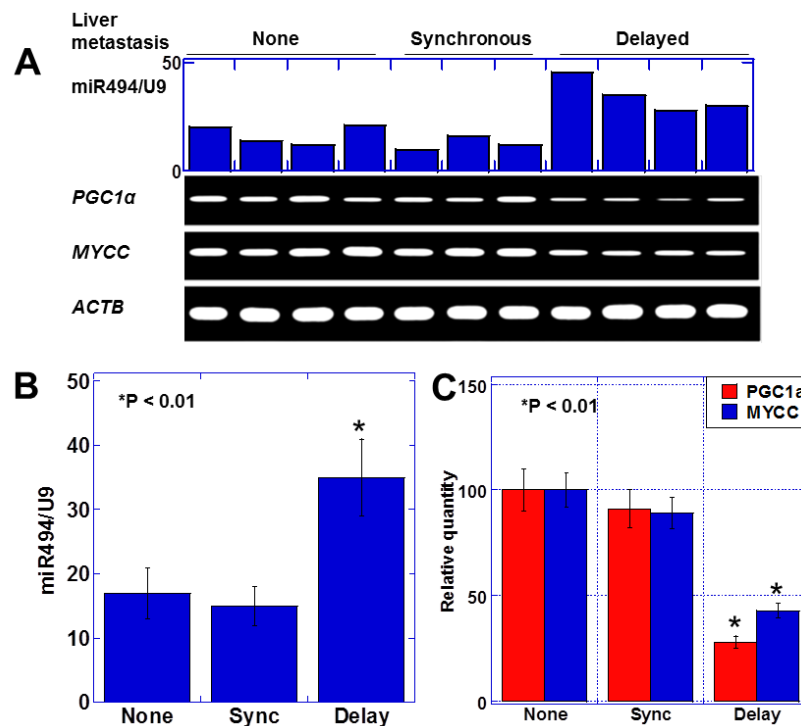 Liver
metastasis
None
Synchronous
Delayed
A
50
miR494/U9
0
PGC1α
MYCC
ACTB
B
50
*P < 0.01
*
40
30
20
10
0
miR494/U9
None
Sync
Delay
C
150
*P < 0.01
PGC1a
MYCC
100
50
0
*
*
Relative quantity
None
Sync
Delay